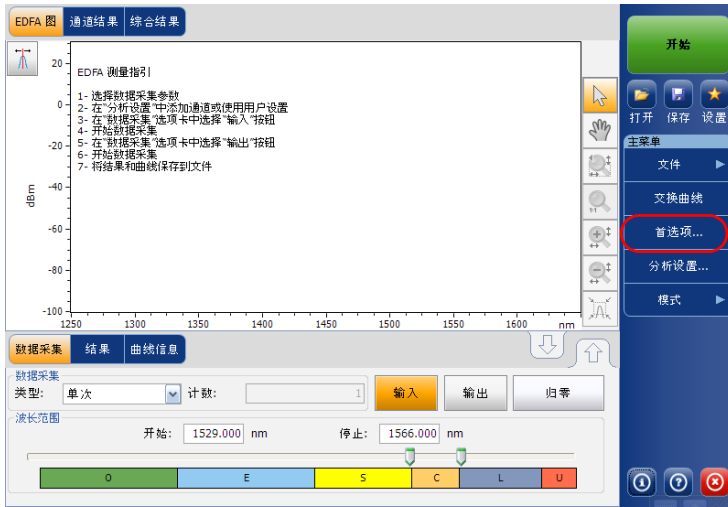 EDFA 图 通道结果 综合结果
开始
打开 保存 设置
主菜单
文件
交换曲线
首选项...
分析设置...
模式
EDFA 测量指引
1- 选择数据采集参数
2- 在"分析设置"中添加通道或使用用户设置
3- 在"数据采集"选项卡中选择"输入"按钮
4- 开始数据采集
5- 在"数据采集"选项卡中选择"输出"按钮
6- 开始数据采集
7- 将结果和曲线保存到文件
dBm
20
0
-20
-40
-60
-80
-100
1250 1300 1350 1400 1450 1500 1550 1600 nm
1:1
数据采集 结果 曲线信息
数据采集
类型: 单次 计数: 1 输入 输出 归零
波长范围
开始: 1529.000 nm 停止: 1566.000 nm
O E S C L U